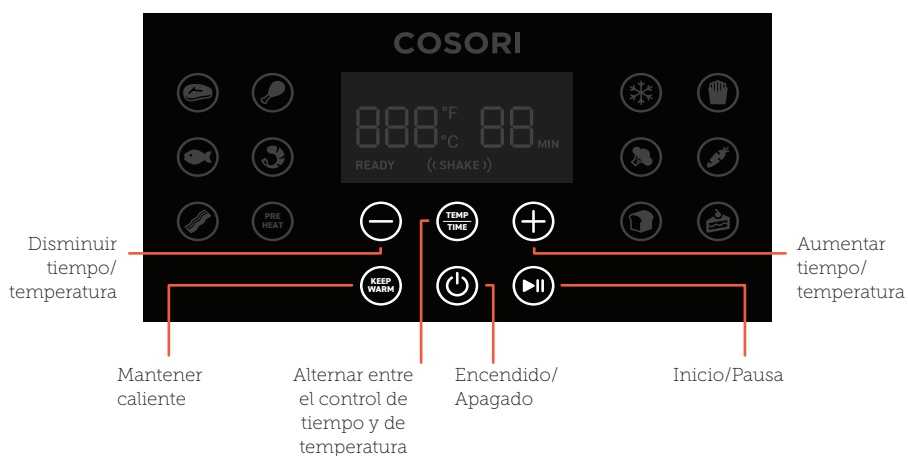 COSORI
888 °F
°C
88 MIN
READY
((SHAKE))
PRE
HEAT
TEMP
TIME
KEEP
WARM
Disminuir
tiempo/
temperatura
Aumentar
tiempo/
temperatura
Mantener
caliente
Alternar entre
el control de
tiempo y de
temperatura
Encendido/
Apagado
Inicio/Pausa